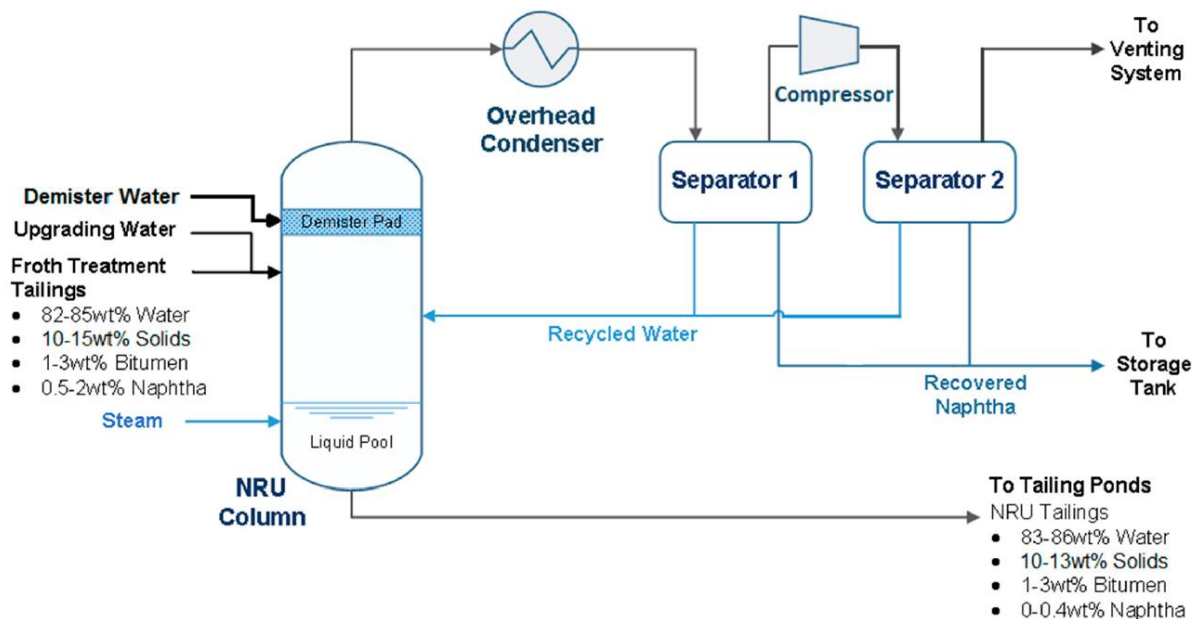 To
Venting
System
Compressor
Overhead
Condenser
Separator 1
Separator 2
Demister Water
Demister Pad
Upgrading Water
Froth Treatment
Tailings
• 82-85wt% Water
• 10-15wt% Solids
• 1-3wt% Bitumen
• 0.5-2wt% Naphtha
Recycled Water
To
Storage
Tank
Recovered
Naphtha
Steam
Liquid Pool
NRU
Column
To Tailing Ponds
NRU Tailings
• 83-86wt% Water
• 10-13wt% Solids
• 1-3wt% Bitumen
• 0-0.4wt% Naphtha